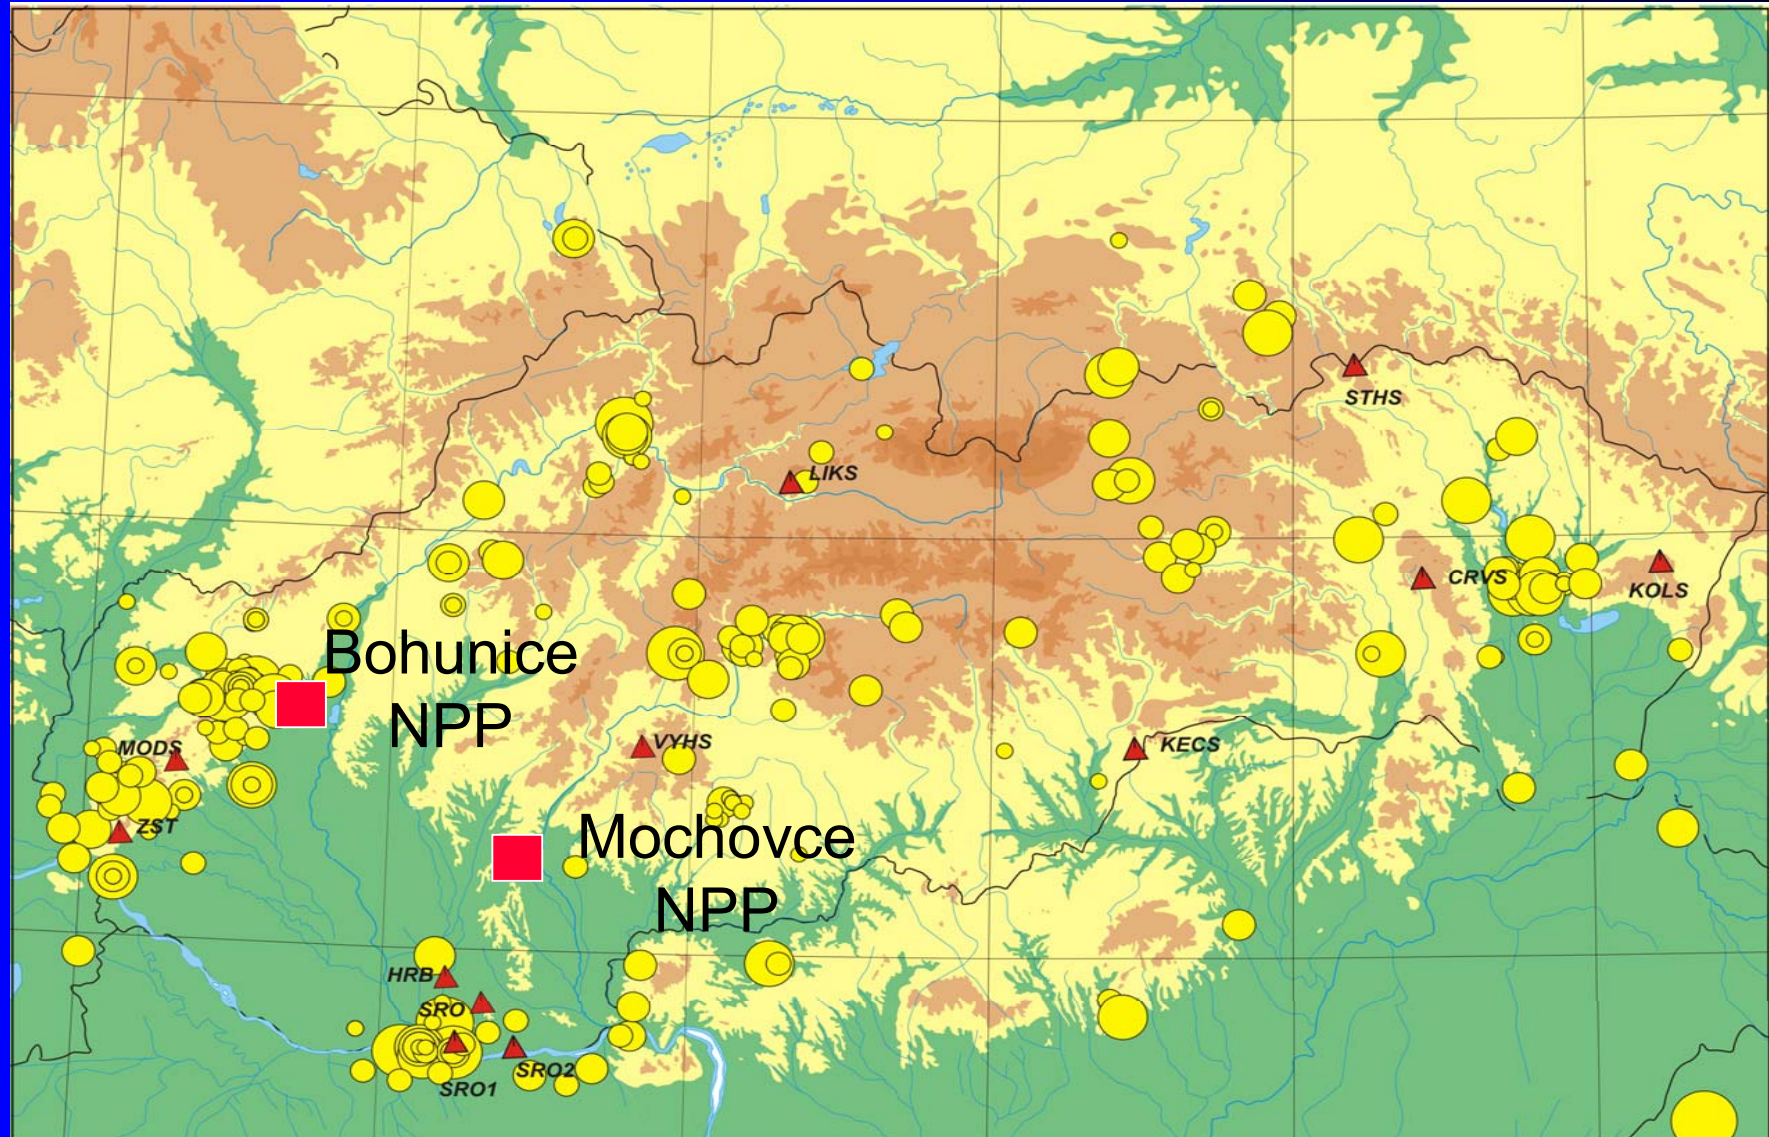 STHS
LIKS
CRVS
KOLS
Bohunice
NPP
MODS
VYHS
KECS
ZST
Mochovce
NPP
HRB
SRO
SRO2
SRO1